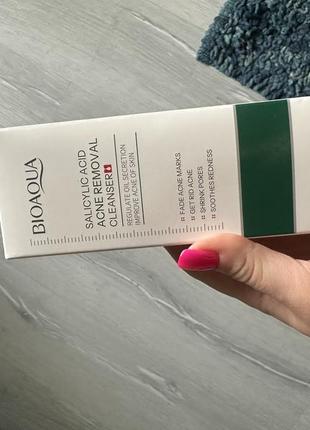 BIOAQUA
SALICYLIC ACID
ACNE REMOVAL
CLEANSER
REGULATE OIL SECRETION
IMPROVE ACNE OF SKIN
FADE ACNE MARKS
GET RID ACNE
SHRINK PORES
SOOTHES REDNESS